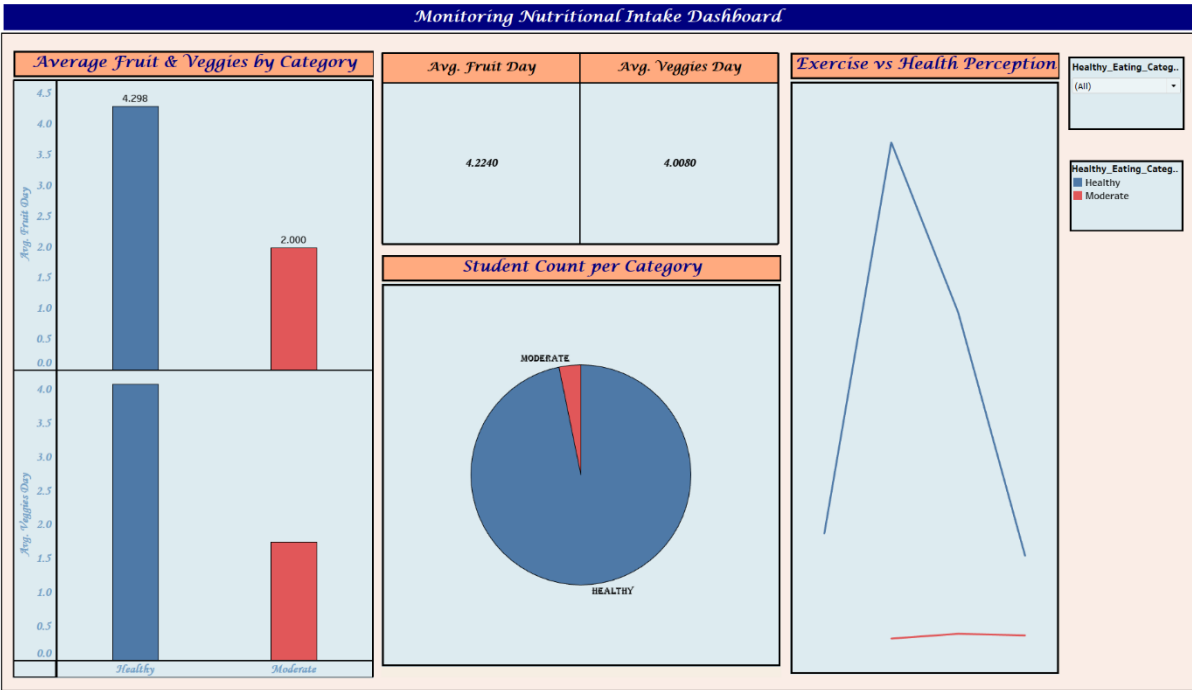 Monitoring Nutritional Intake Dashboard
Average Fruit & Veggies by Category
4.5
4.0
3.5
3.0
2.5
2.0
1.5
1.0
0.5
0.0
Avg. Fruit Day
4.298
2.000
4.0
3.5
3.0
2.5
2.0
1.5
1.0
0.5
0.0
Avg. Veggies Day
Healthy Moderate
Avg. Fruit Day Avg. Veggies Day
4.2240 4.0080
Student Count per Category
MODERATE
HEALTHY
Exercise vs Health Perception
Healthy_Eating_Categ..
(All)
Healthy_Eating_Categ..
Healthy
Moderate